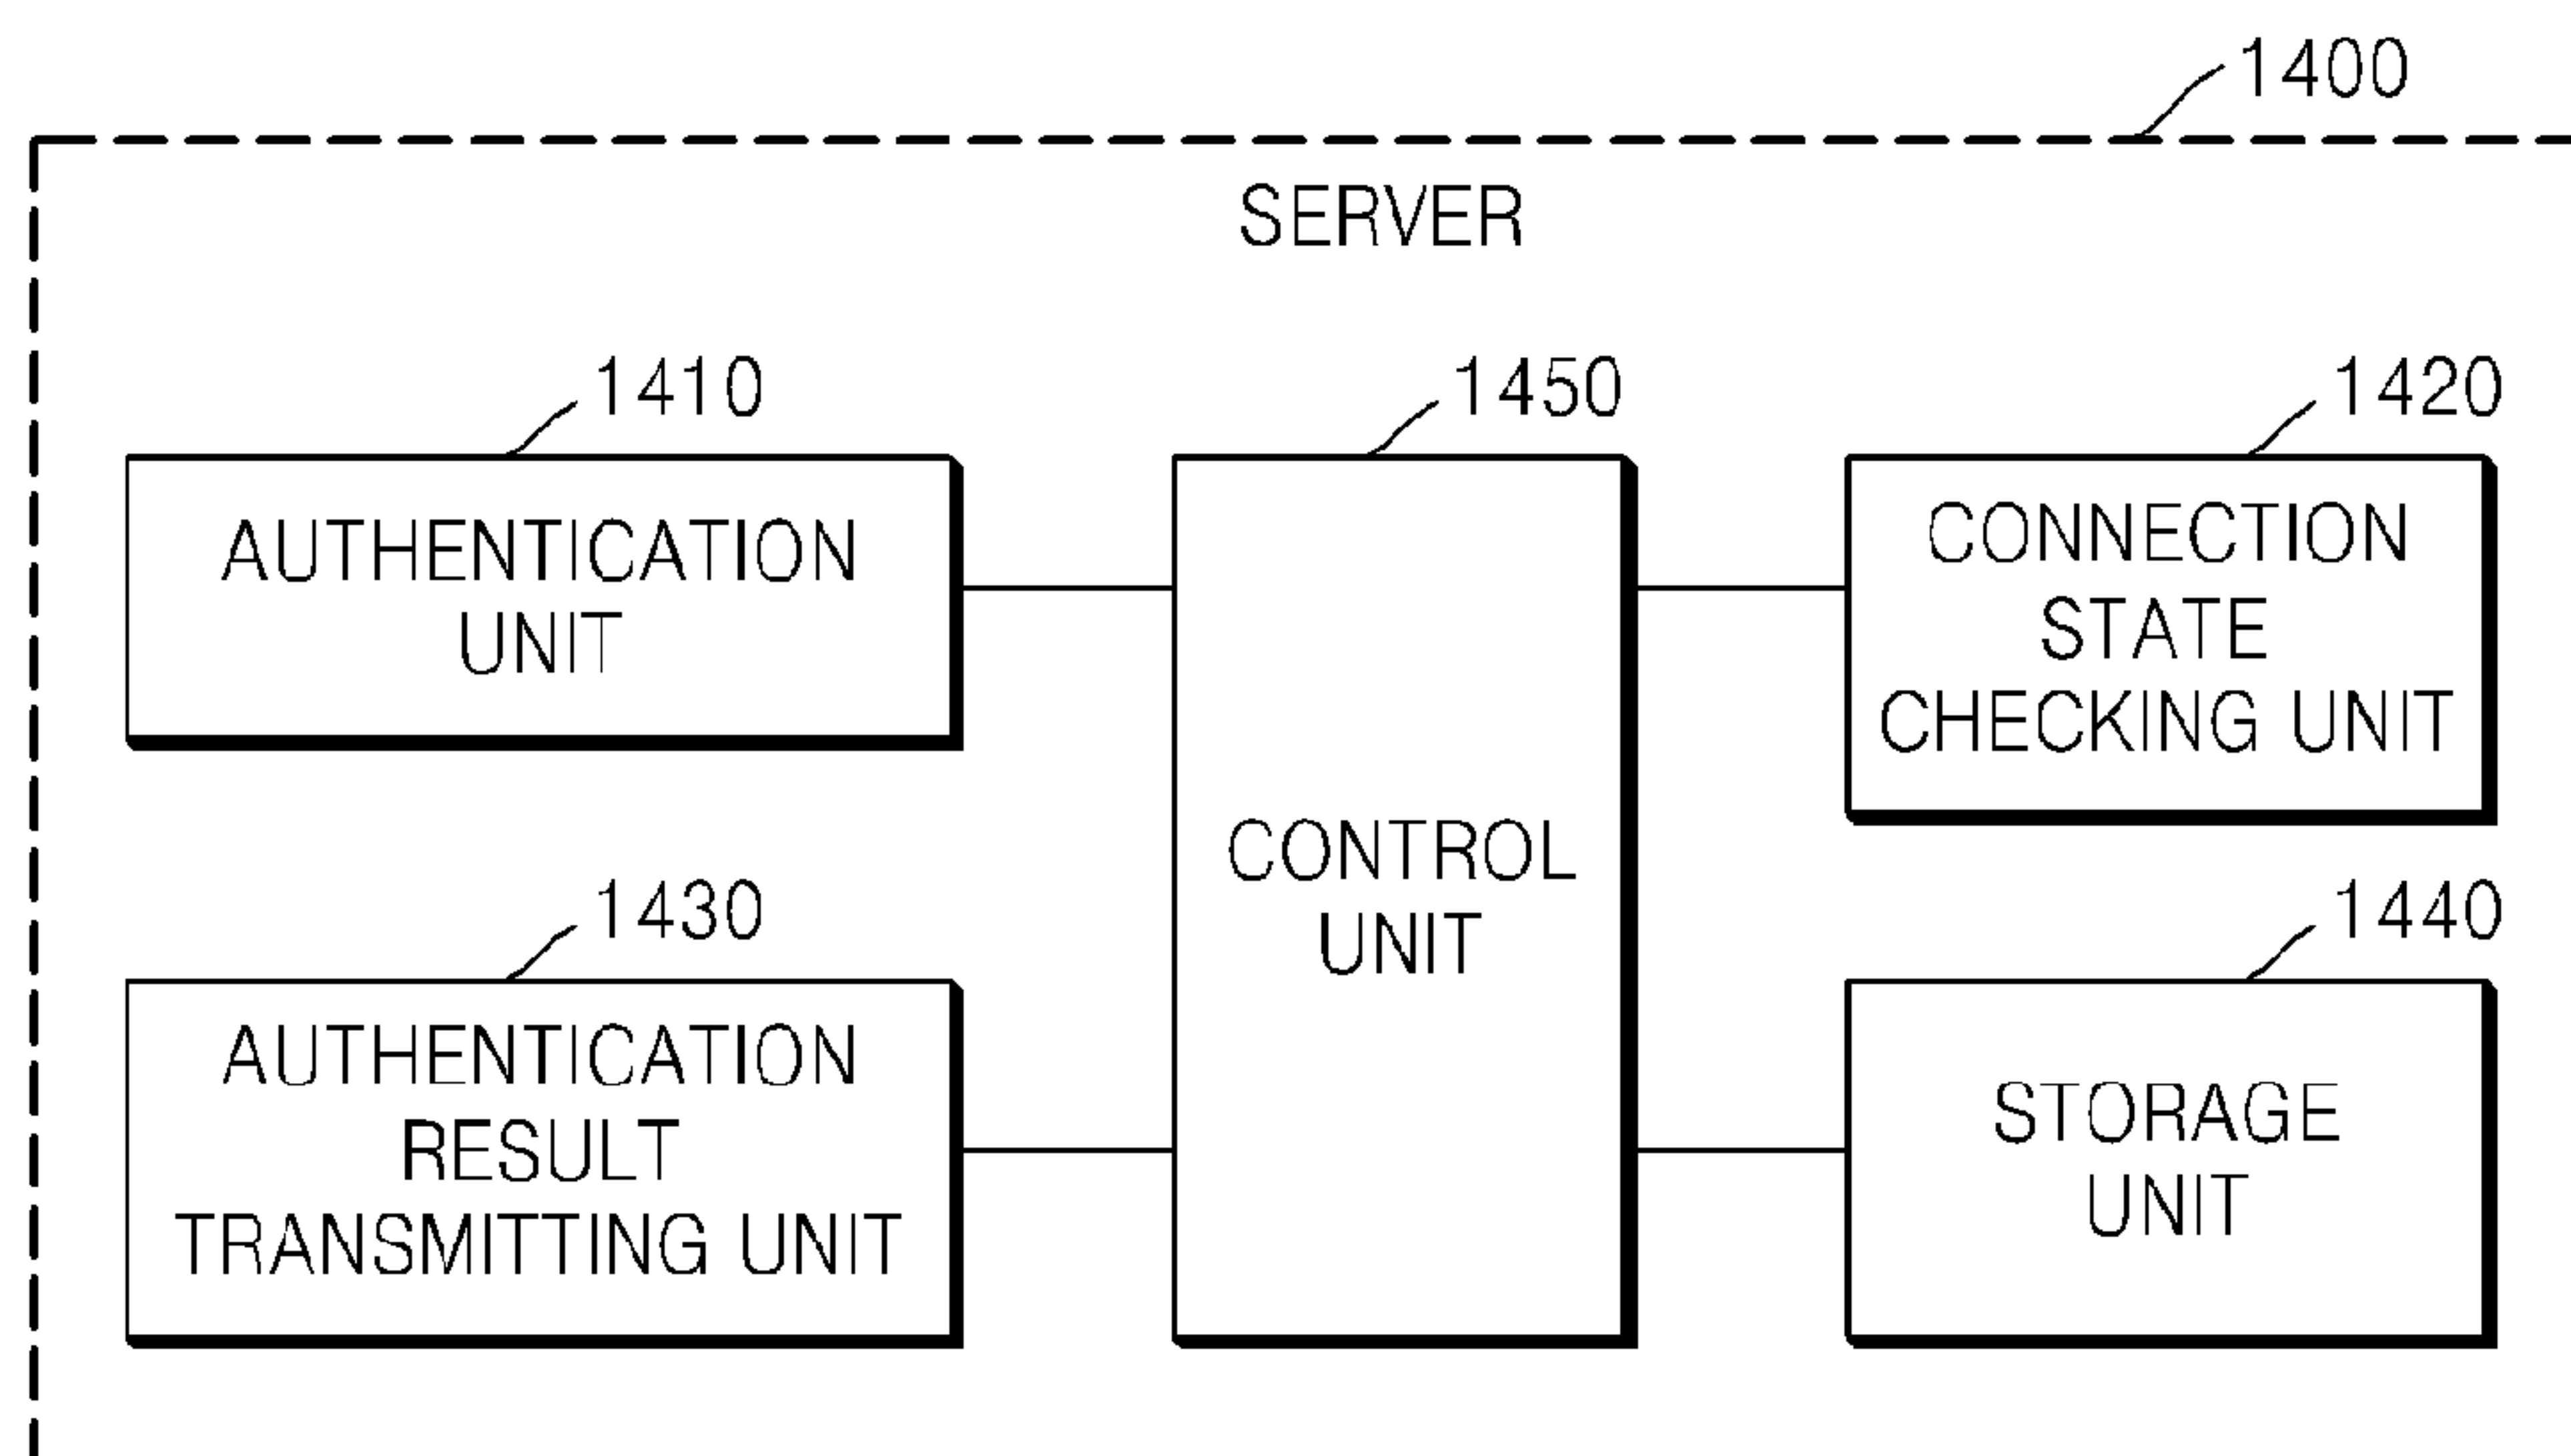 1400
SERVER
1410
AUTHENTICATION
UNIT
1450
CONTROL
UNIT
1420
CONNECTION
STATE
CHECKING UNIT
1430
AUTHENTICATION
RESULT
TRANSMITTING UNIT
1440
STORAGE
UNIT